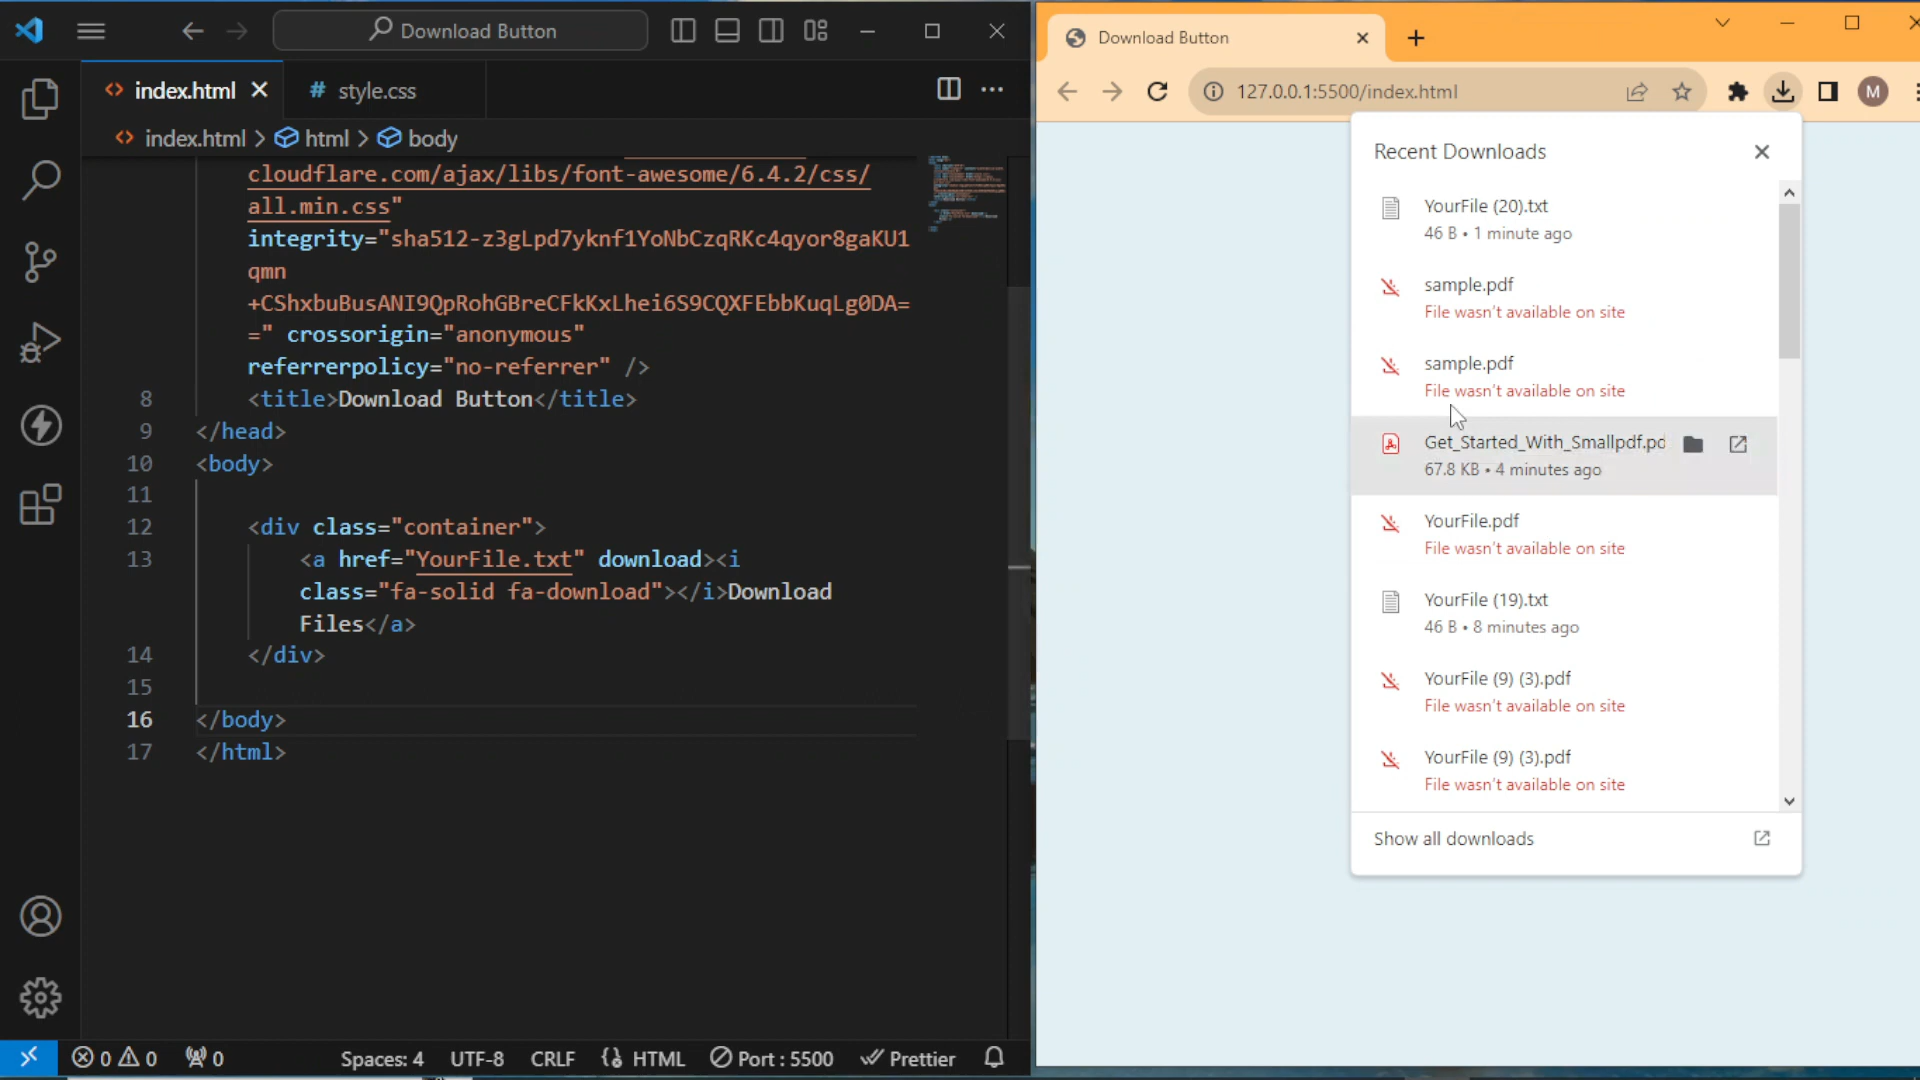 Download Button
index.html
# style.css
index.html > html > body
cloudflare.com/ajax/libs/font-awesome/6.4.2/css/
all.min.css"
integrity="sha512-z3gLpd7yknf1YoNbCzqRKc4qyor8gaKU1
qmn
+CShxbuBusANI9QpRohGBreCFkKxLhei6S9CQXFEbbKuqLg0DA=
=" crossorigin="anonymous"
referrerpolicy="no-referrer" />
8 <title>Download Button</title>
9 </head>
10 <body>
11
12 <div class="container">
13 <a href="YourFile.txt" download><i
class="fa-solid fa-download"></i>Download
Files</a>
14 </div>
15
16 </body>
17 </html>
0 0 0 Spaces: 4 UTF-8 CRLF HTML Port : 5500 Prettier
Download Button
127.0.0.1:5500/index.html
M
Recent Downloads
YourFile (20).txt
46 B • 1 minute ago
sample.pdf
File wasn't available on site
sample.pdf
File wasn't available on site
Get_Started_With_Smallpdf.pd
67.8 KB • 4 minutes ago
YourFile.pdf
File wasn't available on site
YourFile (19).txt
46 B • 8 minutes ago
YourFile (9) (3).pdf
File wasn't available on site
YourFile (9) (3).pdf
File wasn't available on site
Show all downloads